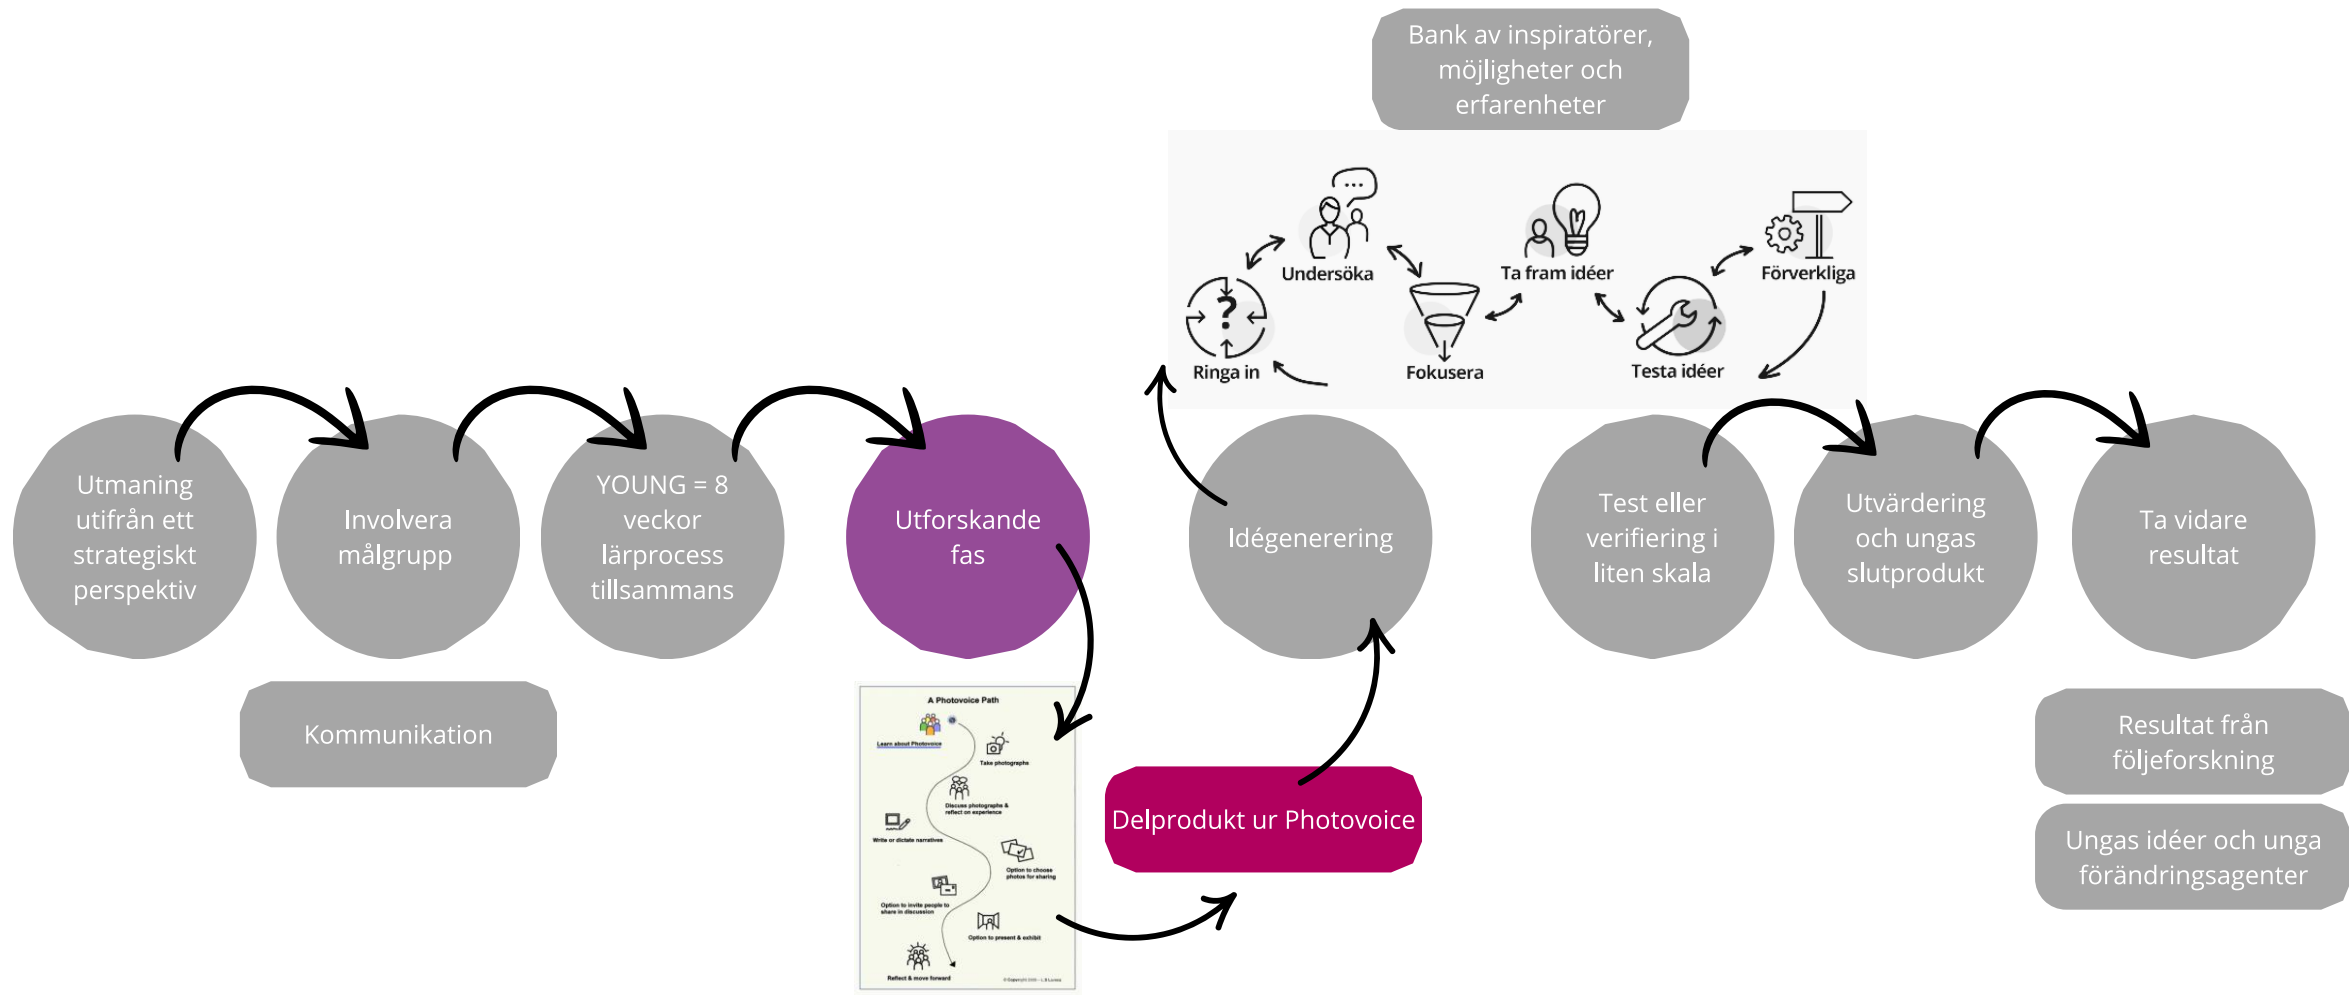 Bank av inspiratörer,
möjligheter och
erfarenheter
Undersöka
Ta fram idéer
Förverkliga
?
Ringa in
Fokusera
Testa idéer
Utmaning
utifrån ett
strategiskt
perspektiv
Involvera
målgrupp
YOUNG = 8
veckor
lärprocess
tillsammans
Utforskande
fas
Idégenerering
Test eller
verifiering i
liten skala
Utvärdering
och ungas
slutprodukt
Ta vidare
resultat
Kommunikation
A Photovoice Path
Learn about Photovoice
Take photographs
Discuss photographs &
reflect on experience
Write or dictate narratives
Option to choose
photos for sharing
Option to invite people to
share in discussion
Option to present & exhibit
Reflect & move forward
Delprodukt ur Photovoice
Resultat från
följeforskning
Ungas idéer och unga
förändringsagenter